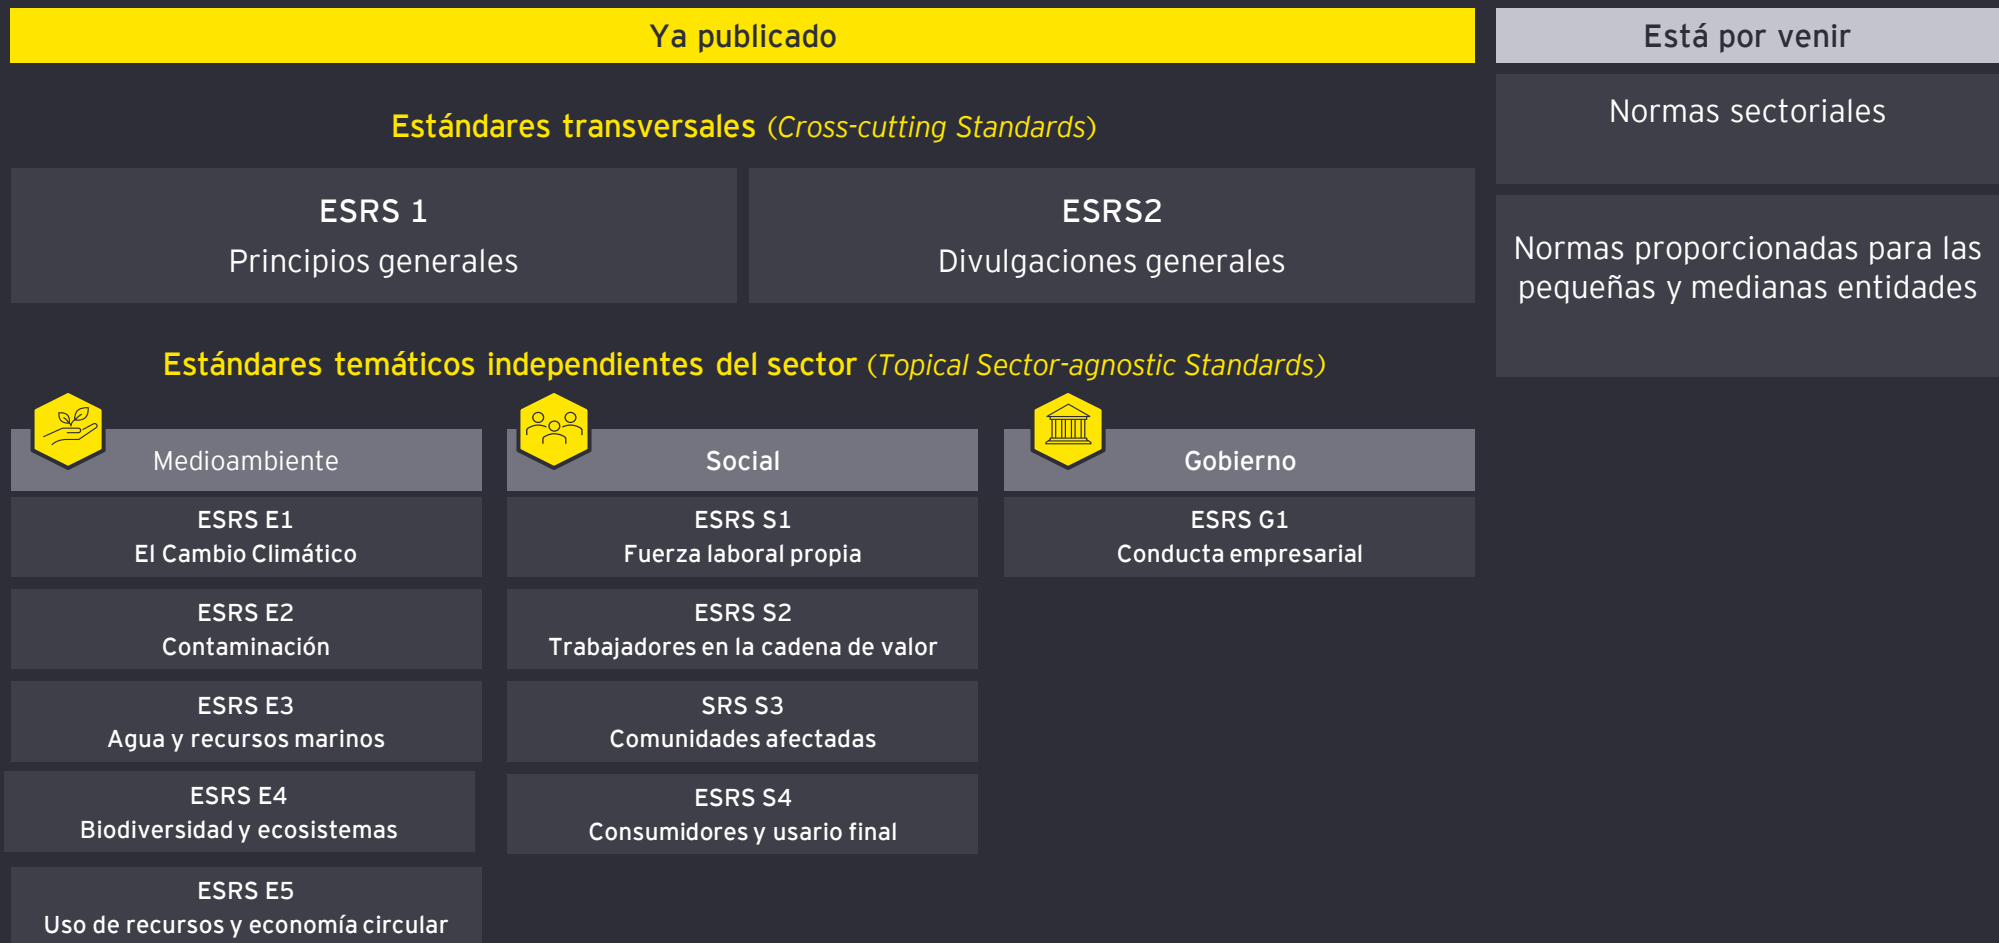 Ya publicado
Está por venir
Estándares transversales (Cross-cutting Standards)
ESRS 1
Principios generales
ESRS2
Divulgaciones generales
Normas sectoriales
Normas proporcionadas para las
pequeñas y medianas entidades
Estándares temáticos independientes del sector (Topical Sector-agnostic Standards)
Medioambiente
ESRS E1
El Cambio Climático
ESRS E2
Contaminación
ESRS E3
Agua y recursos marinos
ESRS E4
Biodiversidad y ecosistemas
ESRS E5
Uso de recursos y economía circular
Social
ESRS S1
Fuerza laboral propia
ESRS S2
Trabajadores en la cadena de valor
SRS S3
Comunidades afectadas
ESRS S4
Consumidores y usario final
Gobierno
ESRS G1
Conducta empresarial